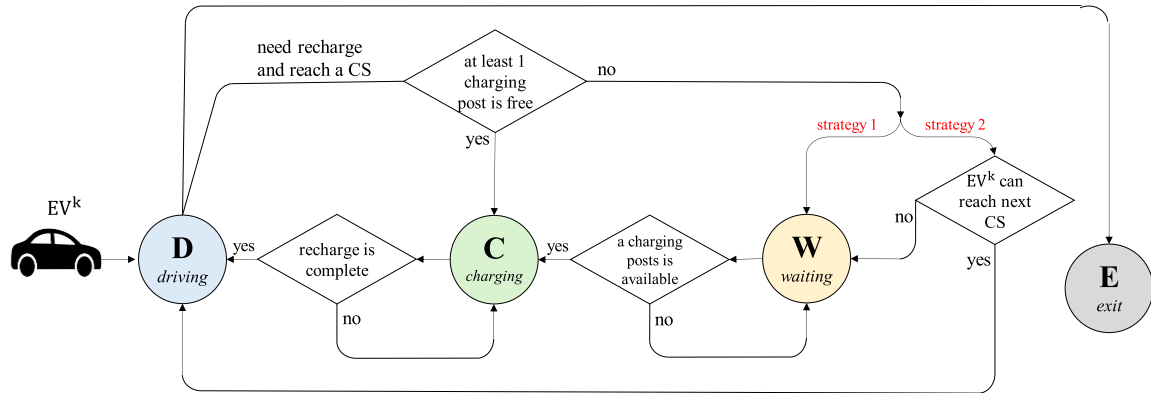 need recharge
and reach a CS
at least 1
charging
post is free
no
yes
strategy 1
strategy 2
EVᵏ can
reach next
CS
no
yes
EVᵏ
D
driving
yes
recharge is
complete
no
C
charging
yes
a charging
posts is
available
no
W
waiting
E
exit